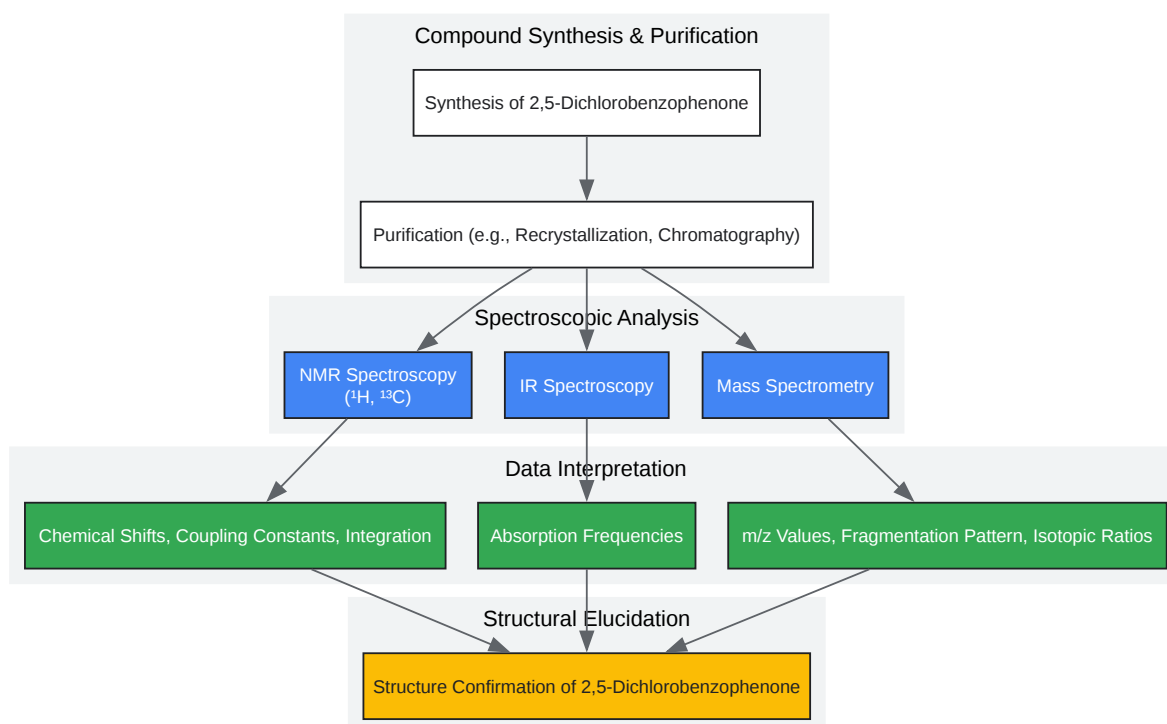 Compound Synthesis & Purification
Synthesis of 2,5-Dichlorobenzophenone
Purification (e.g., Recrystallization, Chromatography)
Spectroscopic Analysis
NMR Spectroscopy
(¹H, ¹³C)
IR Spectroscopy
Mass Spectrometry
Data Interpretation
Chemical Shifts, Coupling Constants, Integration
Absorption Frequencies
m/z Values, Fragmentation Pattern, Isotopic Ratios
Structural Elucidation
Structure Confirmation of 2,5-Dichlorobenzophenone